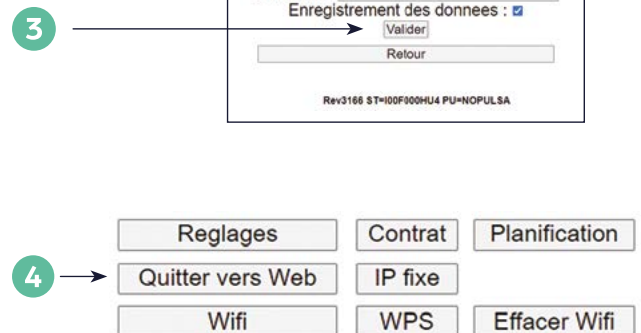 Enregistrement des donnees :
3
Valider
Retour
Rev3166 ST=I00F000HU4 PU=NOPULSA
Reglages Contrat Planification
4 Quitter vers Web IP fixe
Wifi WPS Effacer Wifi